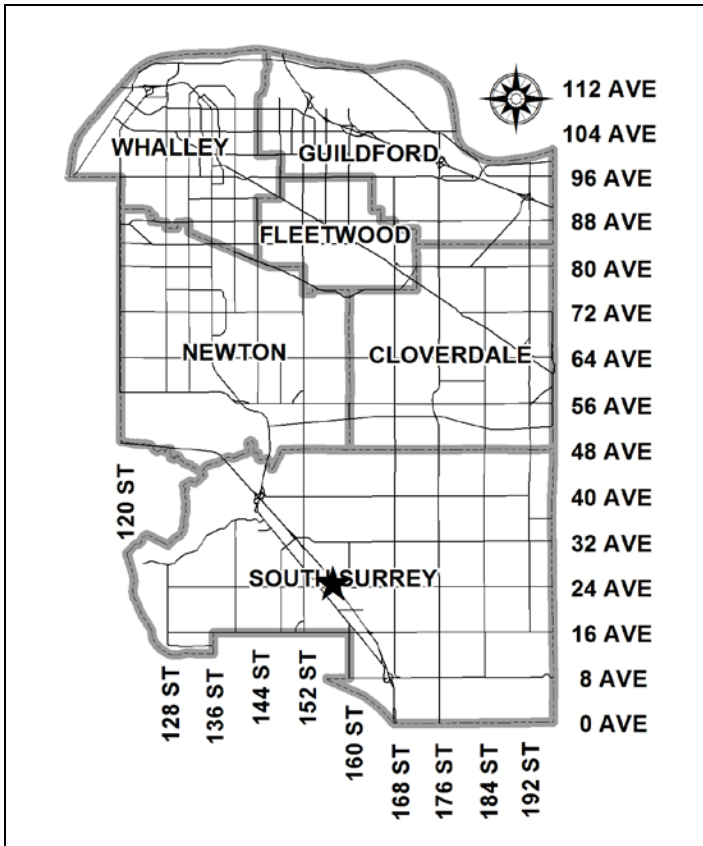 112 AVE
104 AVE
WHALLEY
GUILDFORD
96 AVE
88 AVE
FLEETWOOD
80 AVE
72 AVE
NEWTON
CLOVERDALE
64 AVE
56 AVE
48 AVE
120 ST
40 AVE
32 AVE
SOUTH SURREY
24 AVE
16 AVE
8 AVE
0 AVE
128 ST
136 ST
144 ST
152 ST
160 ST
168 ST
176 ST
184 ST
192 ST